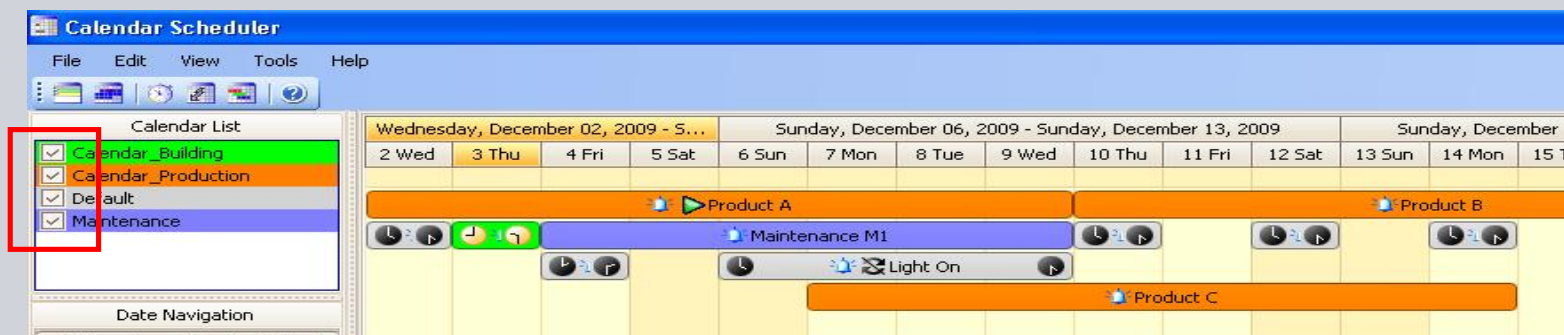 Calendar Scheduler
File Edit View Tools Help
Calendar List
Calendar_Building
Calendar_Production
Default
Maintenance
Date Navigation
Wednesday, December 02, 2009 - S... Sunday, December 06, 2009 - Sunday, December 13, 2009 Sunday, December
2 Wed 3 Thu 4 Fri 5 Sat 6 Sun 7 Mon 8 Tue 9 Wed 10 Thu 11 Fri 12 Sat 13 Sun 14 Mon 15
Product A Product B
Maintenance M1
Light On
Product C